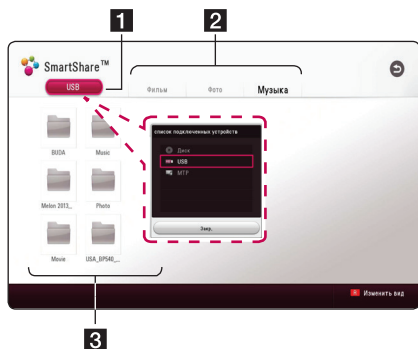 1
2
SmartShare™
USB
Фильм
Фото
Музыка
список подключенных устройств
Диск
USB
MTP
Закр.
BUDA
Music
Melon 2013_
Photo
Movie
USA_BP540_...
Изменить вид
3